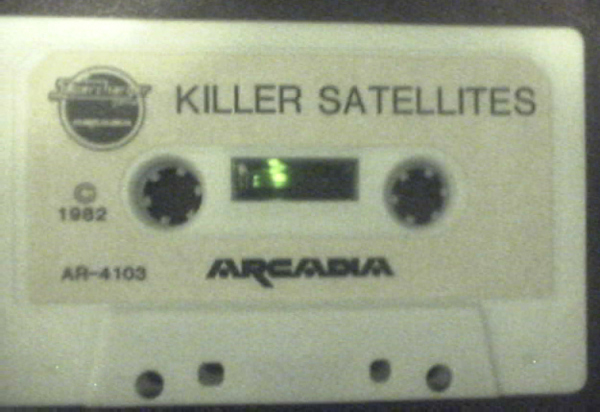 KILLER SATELLITES
©
1982
AR-4103
ARCADIA